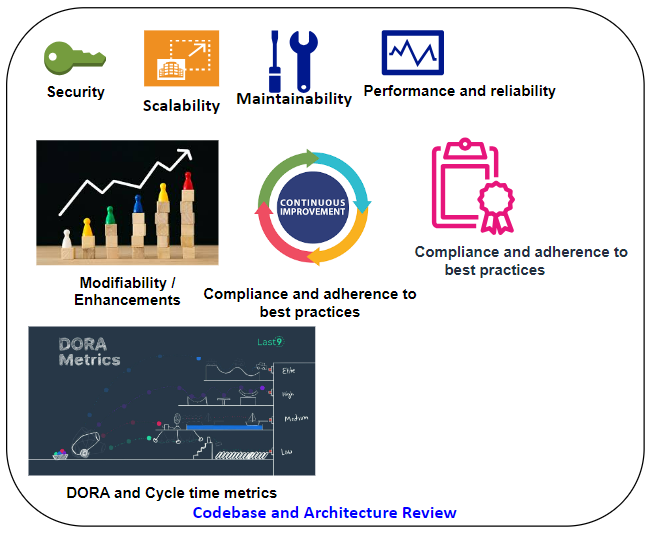 Security
Scalability
Maintainability
Performance and reliability
CONTINUOUS
IMPROVEMENT
Modifiability /
Enhancements
Compliance and adherence to
best practices
Compliance and adherence to
best practices
DORA
Metrics
Last9
Elite
High
Medium
Low
DORA and Cycle time metrics
Codebase and Architecture Review